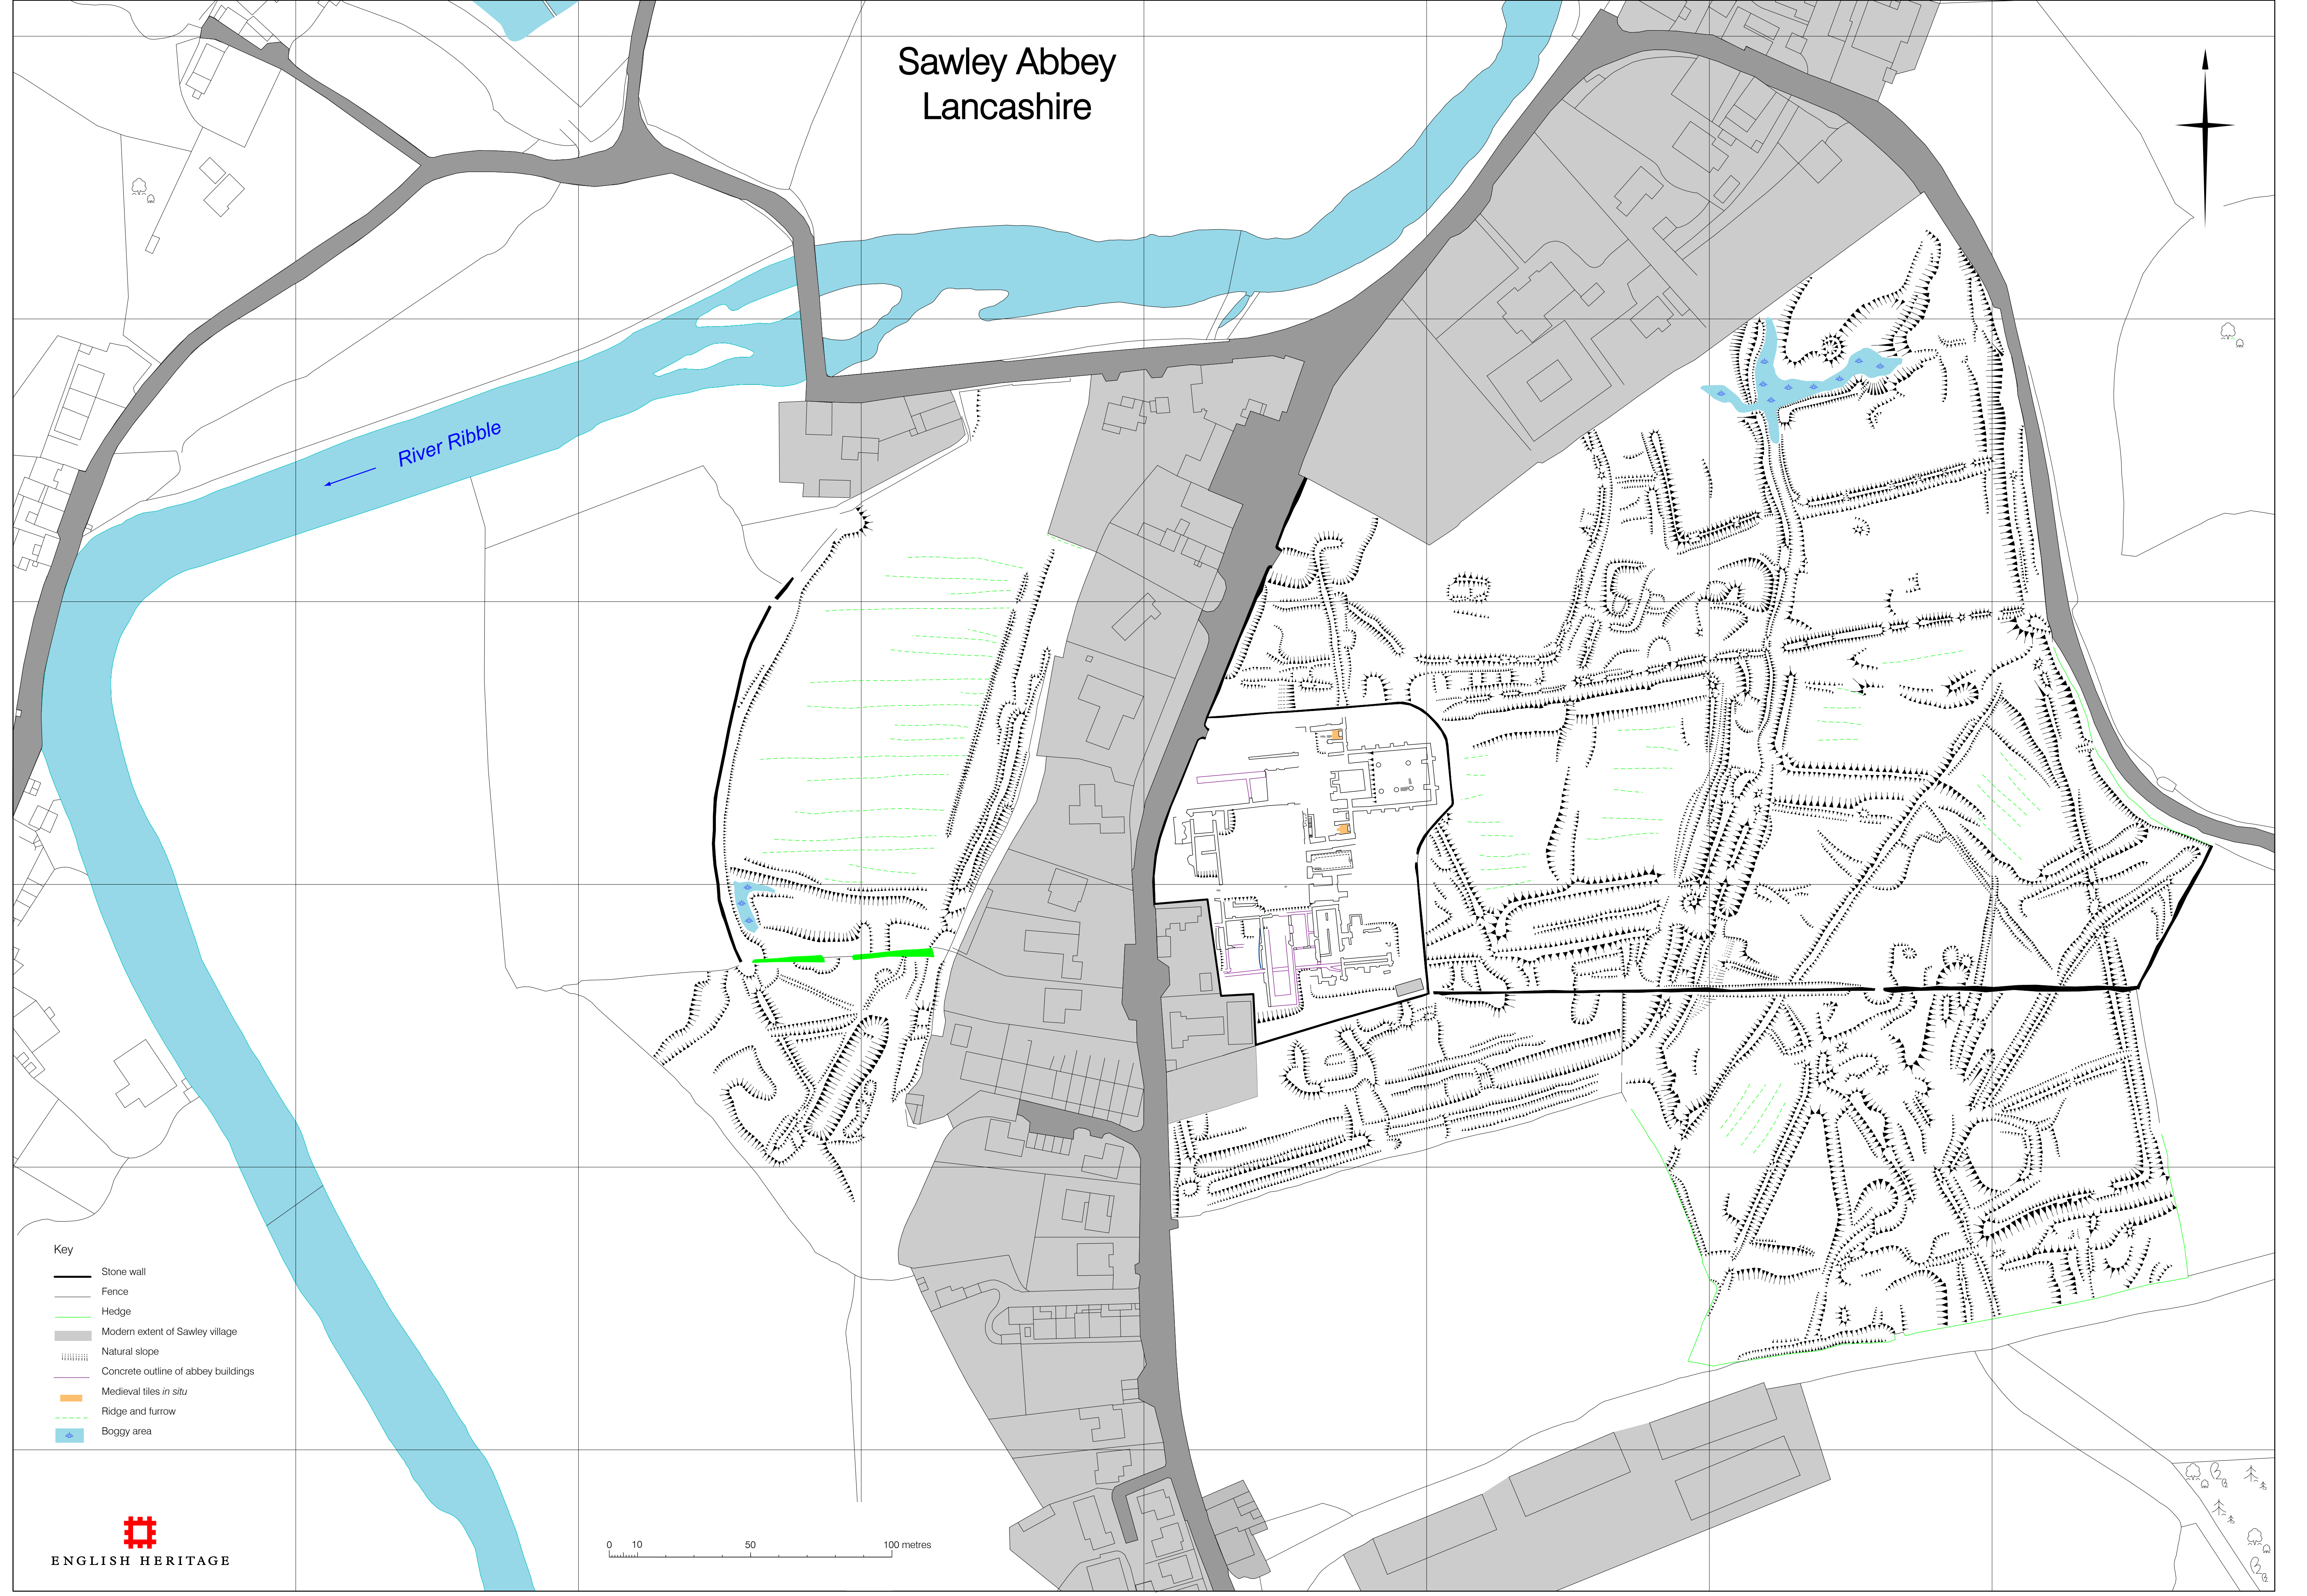 Sawley Abbey
Lancashire
River Ribble
Key
Stone wall
Fence
Hedge
Modern extent of Sawley village
Natural slope
Concrete outline of abbey buildings
Medieval tiles in situ
Ridge and furrow
Boggy area
ENGLISH HERITAGE
0 10 50 100 metres